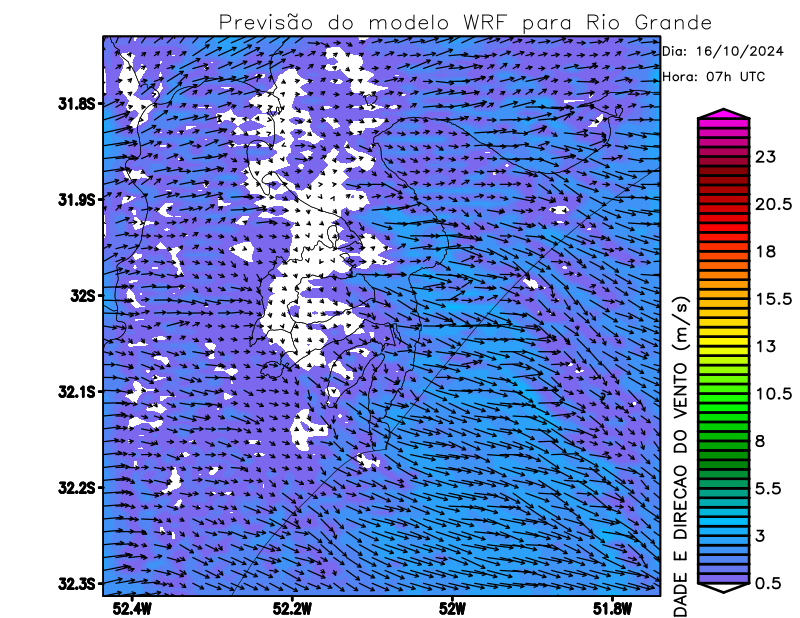 Previsão do modelo WRF para Rio Grande
Dia: 16/10/2024
Hora: 07h UTC
31.8S
31.9S
32S
32.1S
32.2S
32.3S
52.4W
52.2W
52W
51.8W
DADE E DIRECAO DO VENTO (m/s)
23
20.5
18
15.5
13
10.5
8
5.5
3
0.5